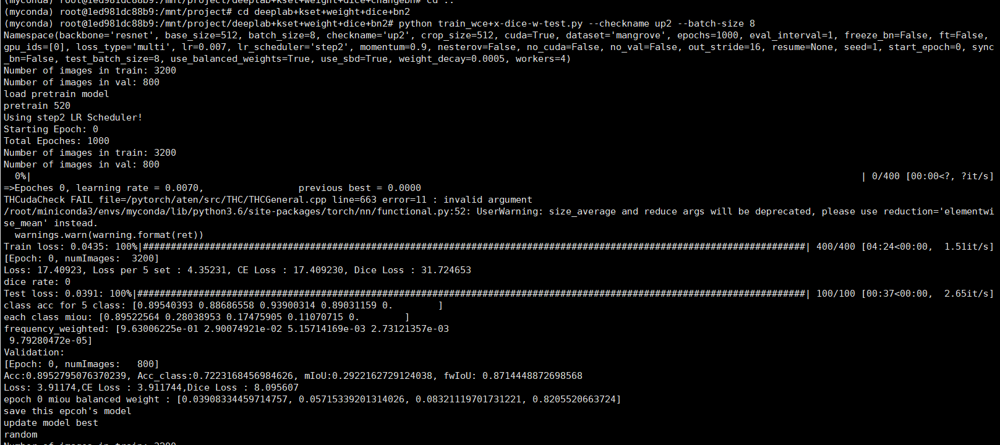 (myconda) root@1ed981dc88b9:/mnt/project/deeplab+kset+weight+dice+changebn# cd ..
(myconda) root@1ed981dc88b9:/mnt/project# cd deeplab+kset+weight+dice+bn2
(myconda) root@1ed981dc88b9:/mnt/project/deeplab+kset+weight+dice+bn2# python train_wce+x-dice-w-test.py --checkname up2 --batch-size 8
Namespace(backbone='resnet', base_size=512, batch_size=8, checkname='up2', crop_size=512, cuda=True, dataset='mangrove', epochs=1000, eval_interval=1, freeze_bn=False, ft=False,
gpu_ids=[0], loss_type='multi', lr=0.007, lr_scheduler='step2', momentum=0.9, nesterov=False, no_cuda=False, no_val=False, out_stride=16, resume=None, seed=1, start_epoch=0, sync
_bn=False, test_batch_size=8, use_balanced_weights=True, use_sbd=True, weight_decay=0.0005, workers=4)
Number of images in train: 3200
Number of images in val: 800
load pretrain model
pretrain 520
Using step2 LR Scheduler!
Starting Epoch: 0
Total Epoches: 1000
Number of images in train: 3200
Number of images in val: 800
0%| | 0/400 [00:00<?, ?it/s]
=>Epoches 0, learning rate = 0.0070, previous best = 0.0000
THCudaCheck FAIL file=/pytorch/aten/src/THC/THCGeneral.cpp line=663 error=11 : invalid argument
/root/miniconda3/envs/myconda/lib/python3.6/site-packages/torch/nn/functional.py:52: UserWarning: size_average and reduce args will be deprecated, please use reduction='elementwi
se_mean' instead.
warnings.warn(warning.format(ret))
Train loss: 0.0435: 100%|#######################################################################################################################| 400/400 [04:24<00:00, 1.51it/s]
[Epoch: 0, numImages: 3200]
Loss: 17.40923, Loss per 5 set : 4.35231, CE Loss : 17.409230, Dice Loss : 31.724653
dice rate: 0
Test loss: 0.0391: 100%|########################################################################################################################| 100/100 [00:37<00:00, 2.65it/s]
class acc for 5 class: [0.89540393 0.88686558 0.93900314 0.89031159 0. ]
each class miou: [0.89522564 0.28038953 0.17475905 0.11070715 0. ]
frequency_weighted: [9.63006225e-01 2.90074921e-02 5.15714169e-03 2.73121357e-03
9.79280472e-05]
Validation:
[Epoch: 0, numImages: 800]
Acc:0.8952795076370239, Acc_class:0.7223168456984626, mIoU:0.2922162729124038, fwIoU: 0.8714448872698568
Loss: 3.91174,CE Loss : 3.911744,Dice Loss : 8.095607
epoch 0 miou balanced weight : [0.03908334459714757, 0.05715339201314026, 0.08321119701731221, 0.8205520663724]
save this epcoh's model
update model best
random
Number of images in train: 3200